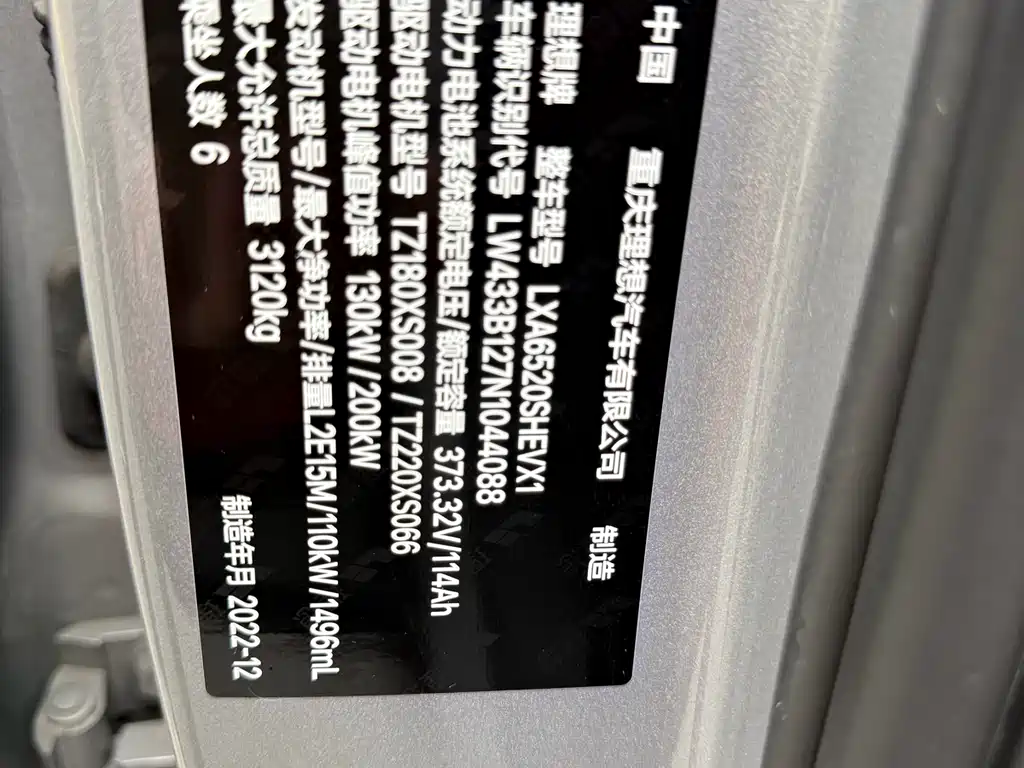 中国 重庆理想汽车有限公司 制造
理想牌 整车型号 LXA6520SHEVX1
车辆识别代号 LW433B127N1044088
动力电池系统额定电压/额定容量 373.32V/114Ah
驱动电机型号 TZ180XS008 / TZ220XS066
驱动电机峰值功率 130kW / 200kW
发动机型号/最大净功率/排量L2E15M/110kW/1496mL
最大允许总质量 3120kg
乘坐人数 6 制造年月 2022-12